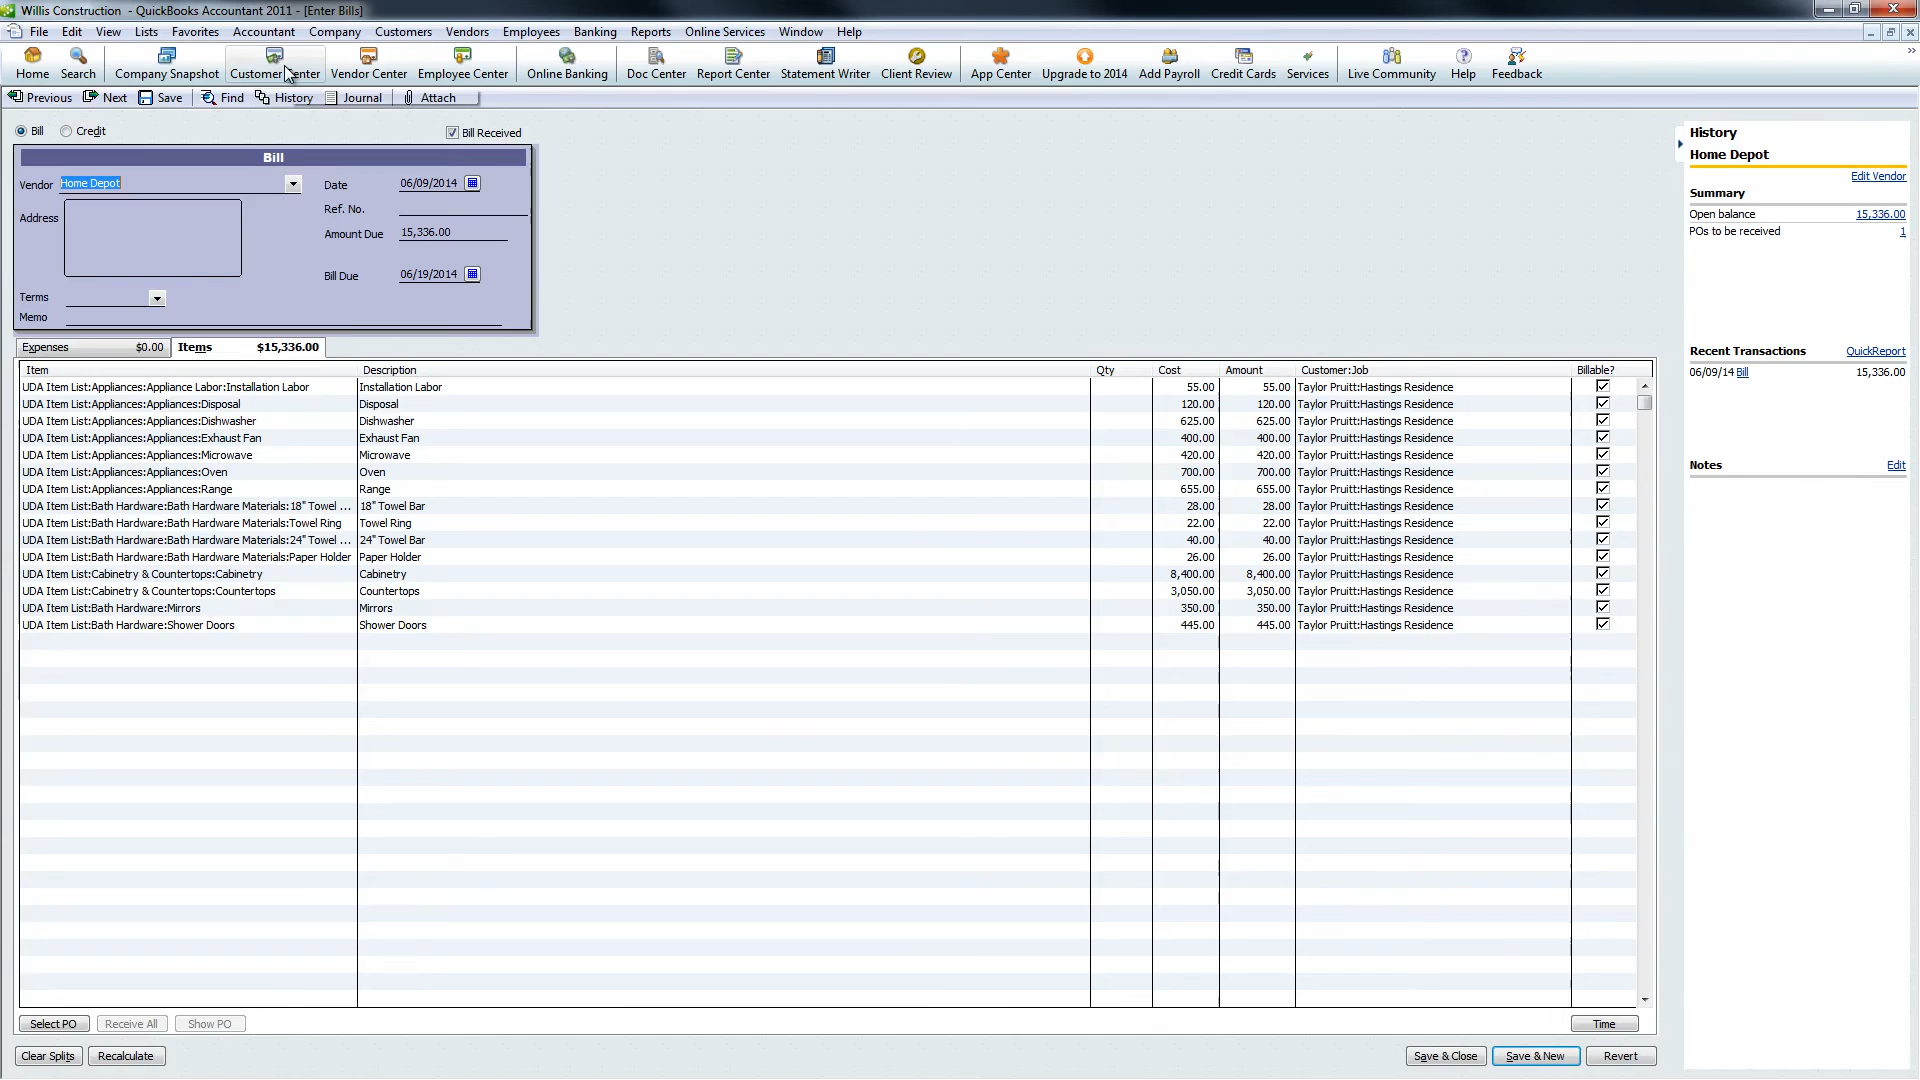 Willis Construction - QuickBooks Accountant 2011 - [Enter Bills]
File Edit View Lists Favorites Accountant Company Customers Vendors Employees Banking Reports Online Services Window Help
Home Search Company Snapshot Customer Center Vendor Center Employee Center Online Banking Doc Center Report Center Statement Writer Client Review App Center Upgrade to 2014 Add Payroll Credit Cards Services Live Community Help Feedback
Previous Next Save Find History Journal Attach
Bill Credit Bill Received
Bill
Vendor Home Depot Date 06/09/2014
Address Ref. No.
Amount Due 15,336.00
Bill Due 06/19/2014
Terms
Memo
Expenses $0.00 Items $15,336.00
Item Description Qty Cost Amount Customer:Job Billable?
UDA Item List:Appliances:Appliance Labor:Installation Labor Installation Labor 55.00 55.00 Taylor Pruitt:Hastings Residence
UDA Item List:Appliances:Appliances:Disposal Disposal 120.00 120.00 Taylor Pruitt:Hastings Residence
UDA Item List:Appliances:Appliances:Dishwasher Dishwasher 625.00 625.00 Taylor Pruitt:Hastings Residence
UDA Item List:Appliances:Appliances:Exhaust Fan Exhaust Fan 400.00 400.00 Taylor Pruitt:Hastings Residence
UDA Item List:Appliances:Appliances:Microwave Microwave 420.00 420.00 Taylor Pruitt:Hastings Residence
UDA Item List:Appliances:Appliances:Oven Oven 700.00 700.00 Taylor Pruitt:Hastings Residence
UDA Item List:Appliances:Appliances:Range Range 655.00 655.00 Taylor Pruitt:Hastings Residence
UDA Item List:Bath Hardware:Bath Hardware Materials:18" Towel ... 18" Towel Bar 28.00 28.00 Taylor Pruitt:Hastings Residence
UDA Item List:Bath Hardware:Bath Hardware Materials:Towel Ring Towel Ring 22.00 22.00 Taylor Pruitt:Hastings Residence
UDA Item List:Bath Hardware:Bath Hardware Materials:24" Towel ... 24" Towel Bar 40.00 40.00 Taylor Pruitt:Hastings Residence
UDA Item List:Bath Hardware:Bath Hardware Materials:Paper Holder Paper Holder 26.00 26.00 Taylor Pruitt:Hastings Residence
UDA Item List:Cabinetry & Countertops:Cabinetry Cabinetry 8,400.00 8,400.00 Taylor Pruitt:Hastings Residence
UDA Item List:Cabinetry & Countertops:Countertops Countertops 3,050.00 3,050.00 Taylor Pruitt:Hastings Residence
UDA Item List:Bath Hardware:Mirrors Mirrors 350.00 350.00 Taylor Pruitt:Hastings Residence
UDA Item List:Bath Hardware:Shower Doors Shower Doors 445.00 445.00 Taylor Pruitt:Hastings Residence
Select PO Receive All Show PO Time
Clear Splits Recalculate Save & Close Save & New Revert
History
Home Depot
Edit Vendor
Summary
Open balance 15,336.00
POs to be received 1
Recent Transactions QuickReport
06/09/14 Bill 15,336.00
Notes Edit